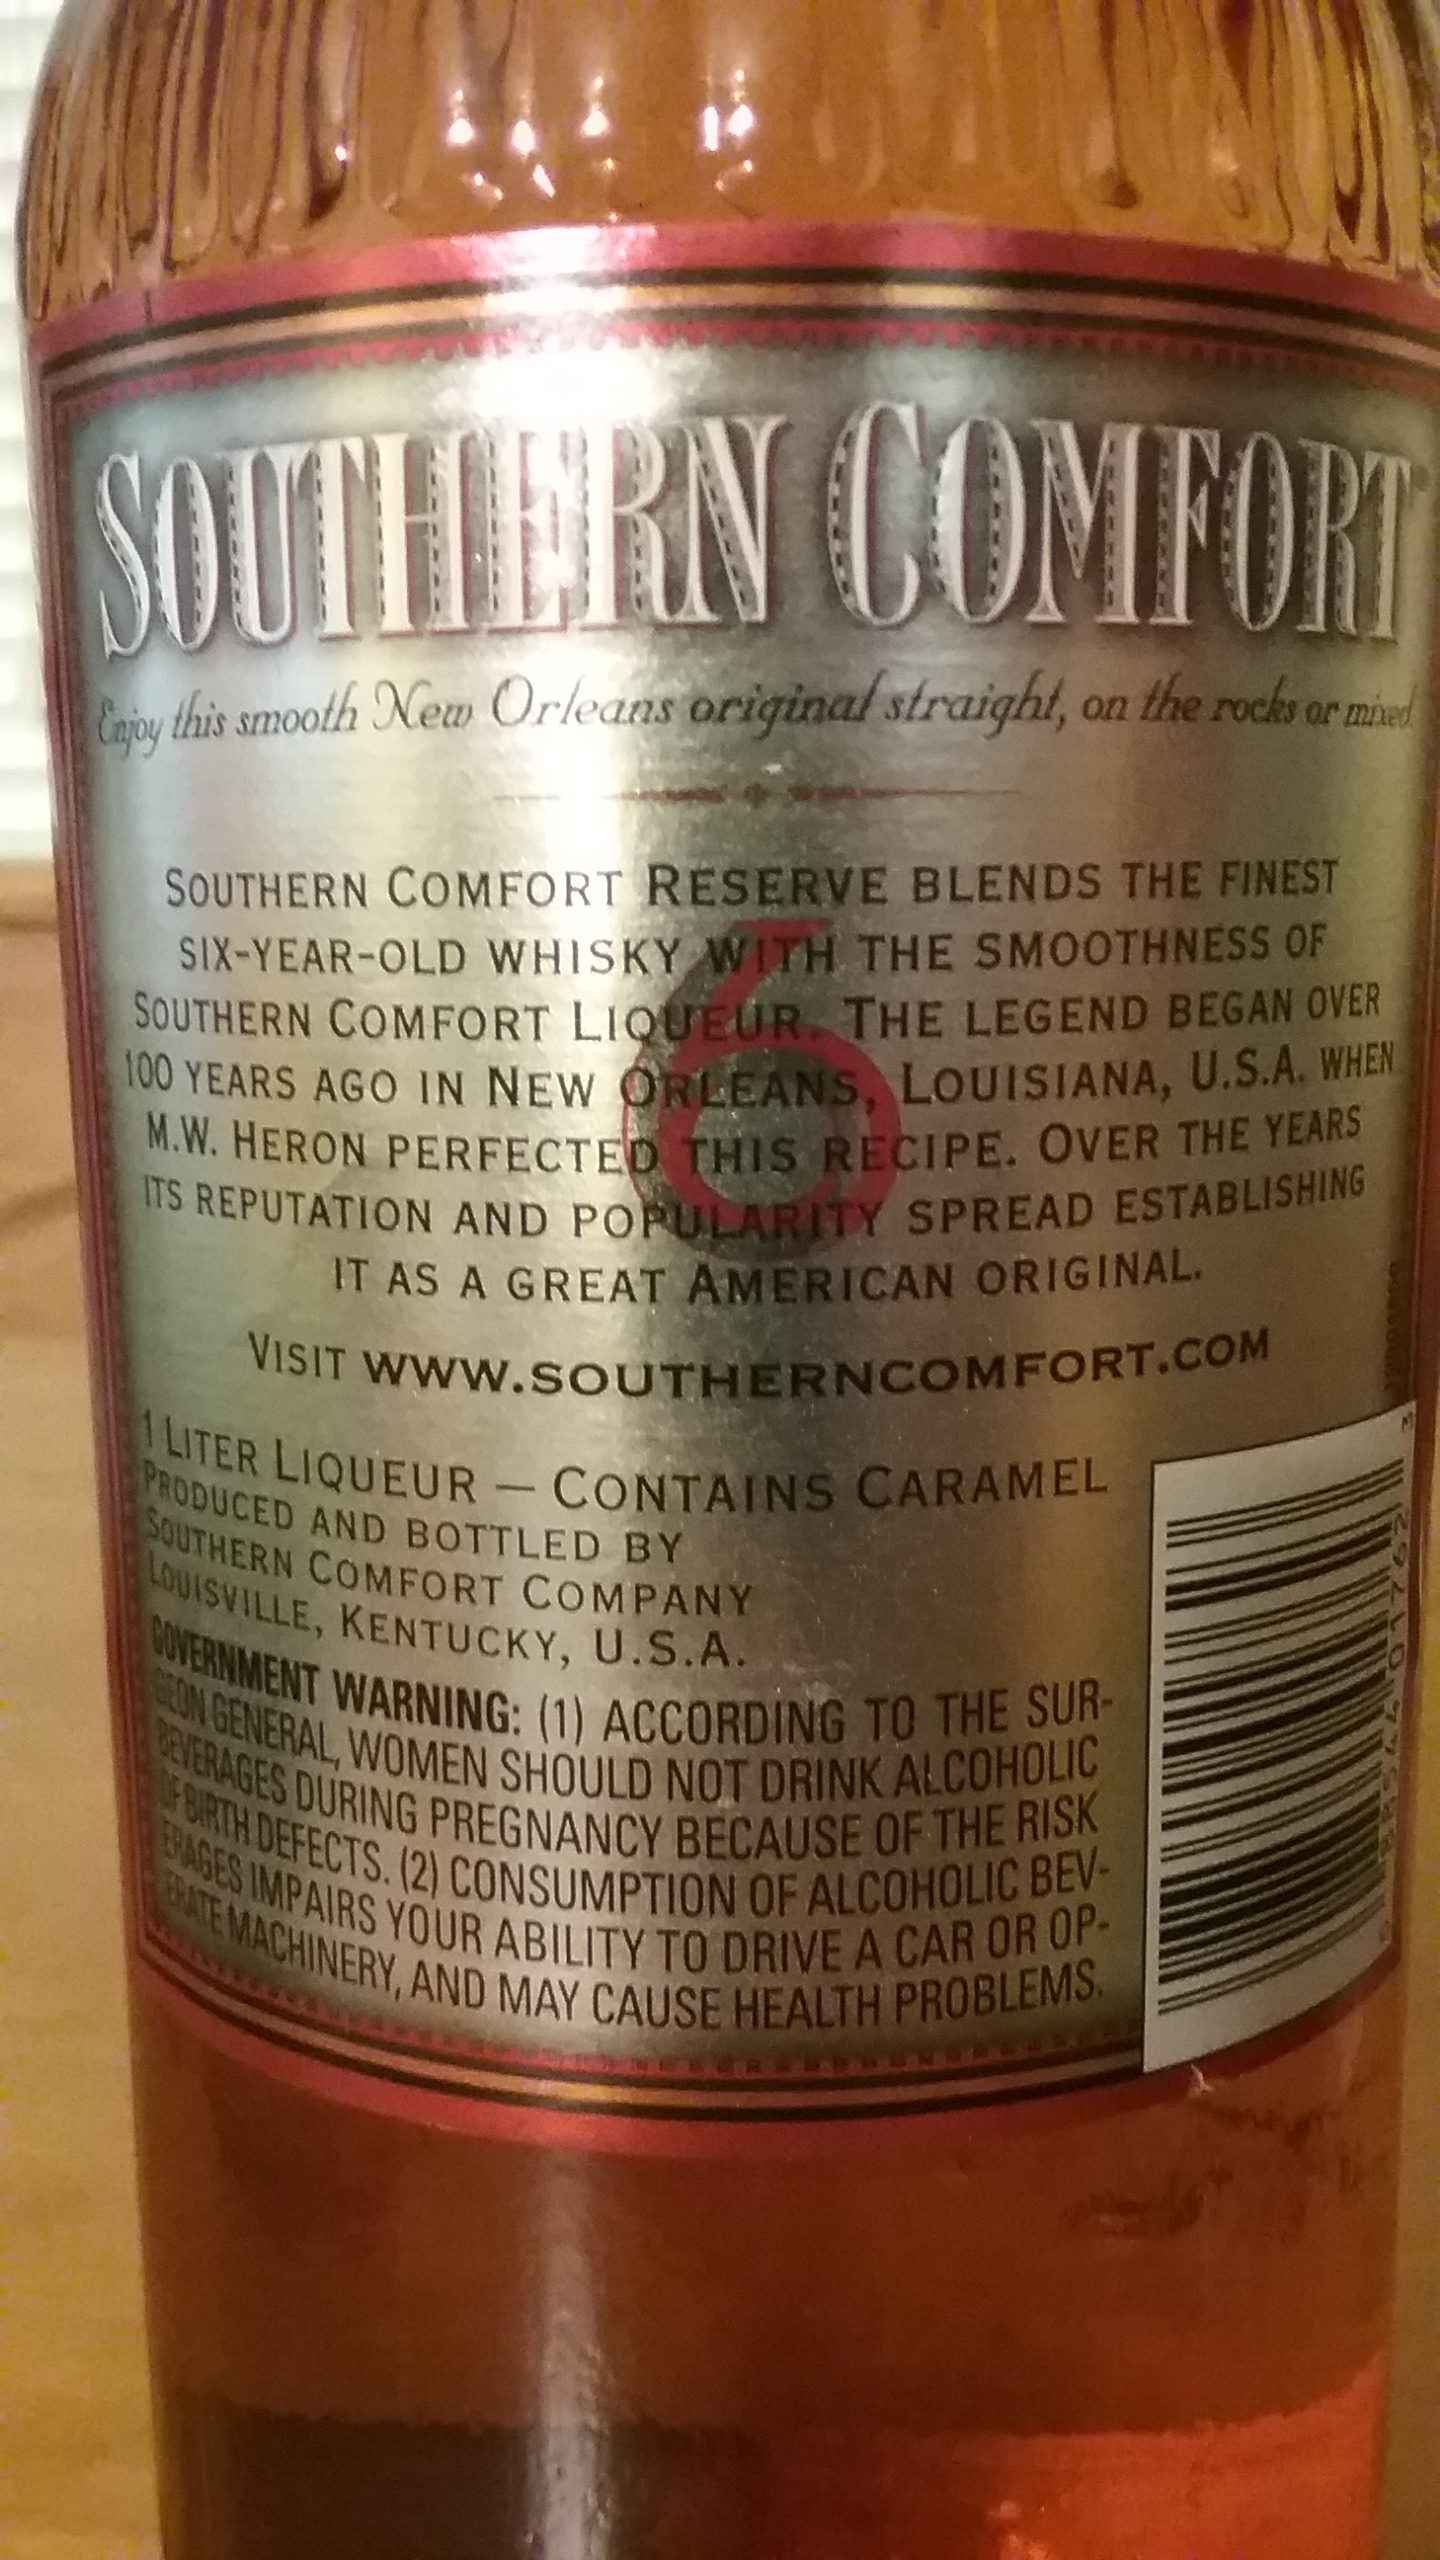 SOUTHERN COMFORT
Enjoy this smooth New Orleans original straight, on the rocks or mixed
SOUTHERN COMFORT RESERVE BLENDS THE FINEST
SIX-YEAR-OLD WHISKY WITH THE SMOOTHNESS OF
SOUTHERN COMFORT LIQUEUR. THE LEGEND BEGAN OVER
100 YEARS AGO IN NEW ORLEANS, LOUISIANA, U.S.A. WHEN
M.W. HERON PERFECTED THIS RECIPE. OVER THE YEARS
ITS REPUTATION AND POPULARITY SPREAD ESTABLISHING
IT AS A GREAT AMERICAN ORIGINAL.
6
VISIT WWW.SOUTHERNCOMFORT.COM
1 LITER LIQUEUR – CONTAINS CARAMEL
PRODUCED AND BOTTLED BY
SOUTHERN COMFORT COMPANY
LOUISVILLE, KENTUCKY, U.S.A.
GOVERNMENT WARNING: (1) ACCORDING TO THE SUR-
GEON GENERAL, WOMEN SHOULD NOT DRINK ALCOHOLIC
BEVERAGES DURING PREGNANCY BECAUSE OF THE RISK
OF BIRTH DEFECTS. (2) CONSUMPTION OF ALCOHOLIC BEV-
ERAGES IMPAIRS YOUR ABILITY TO DRIVE A CAR OR OP-
ERATE MACHINERY, AND MAY CAUSE HEALTH PROBLEMS.